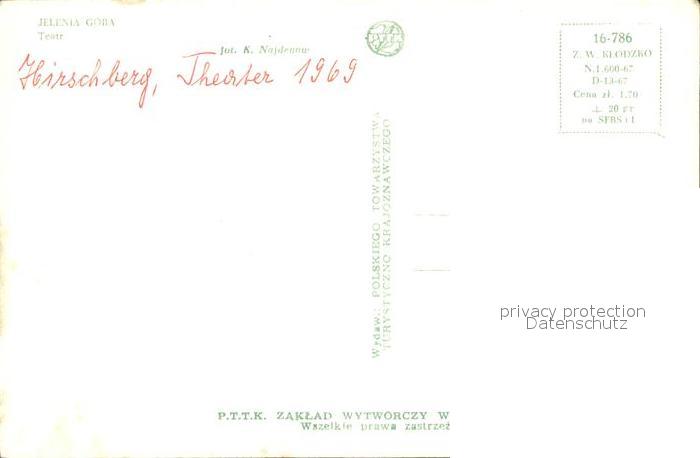 JELENIA GÓRA
Teatr
fot. K. Najdenow
Hirschberg, Theater 1969
16-786
Z. W. KŁODZKO
N.1.600-67
D-13-67
Cena zł. 1.70
+ 20 gr
na SFBS i I
Wydaw.: POLSKIEGO TOWARZYSTWA
TURYSTYCZNO KRAJOZNAWCZEGO
privacy protection
Datenschutz
P.T.T.K. ZAKŁAD WYTWÓRCZY W
Wszelkie prawa zastrzeż